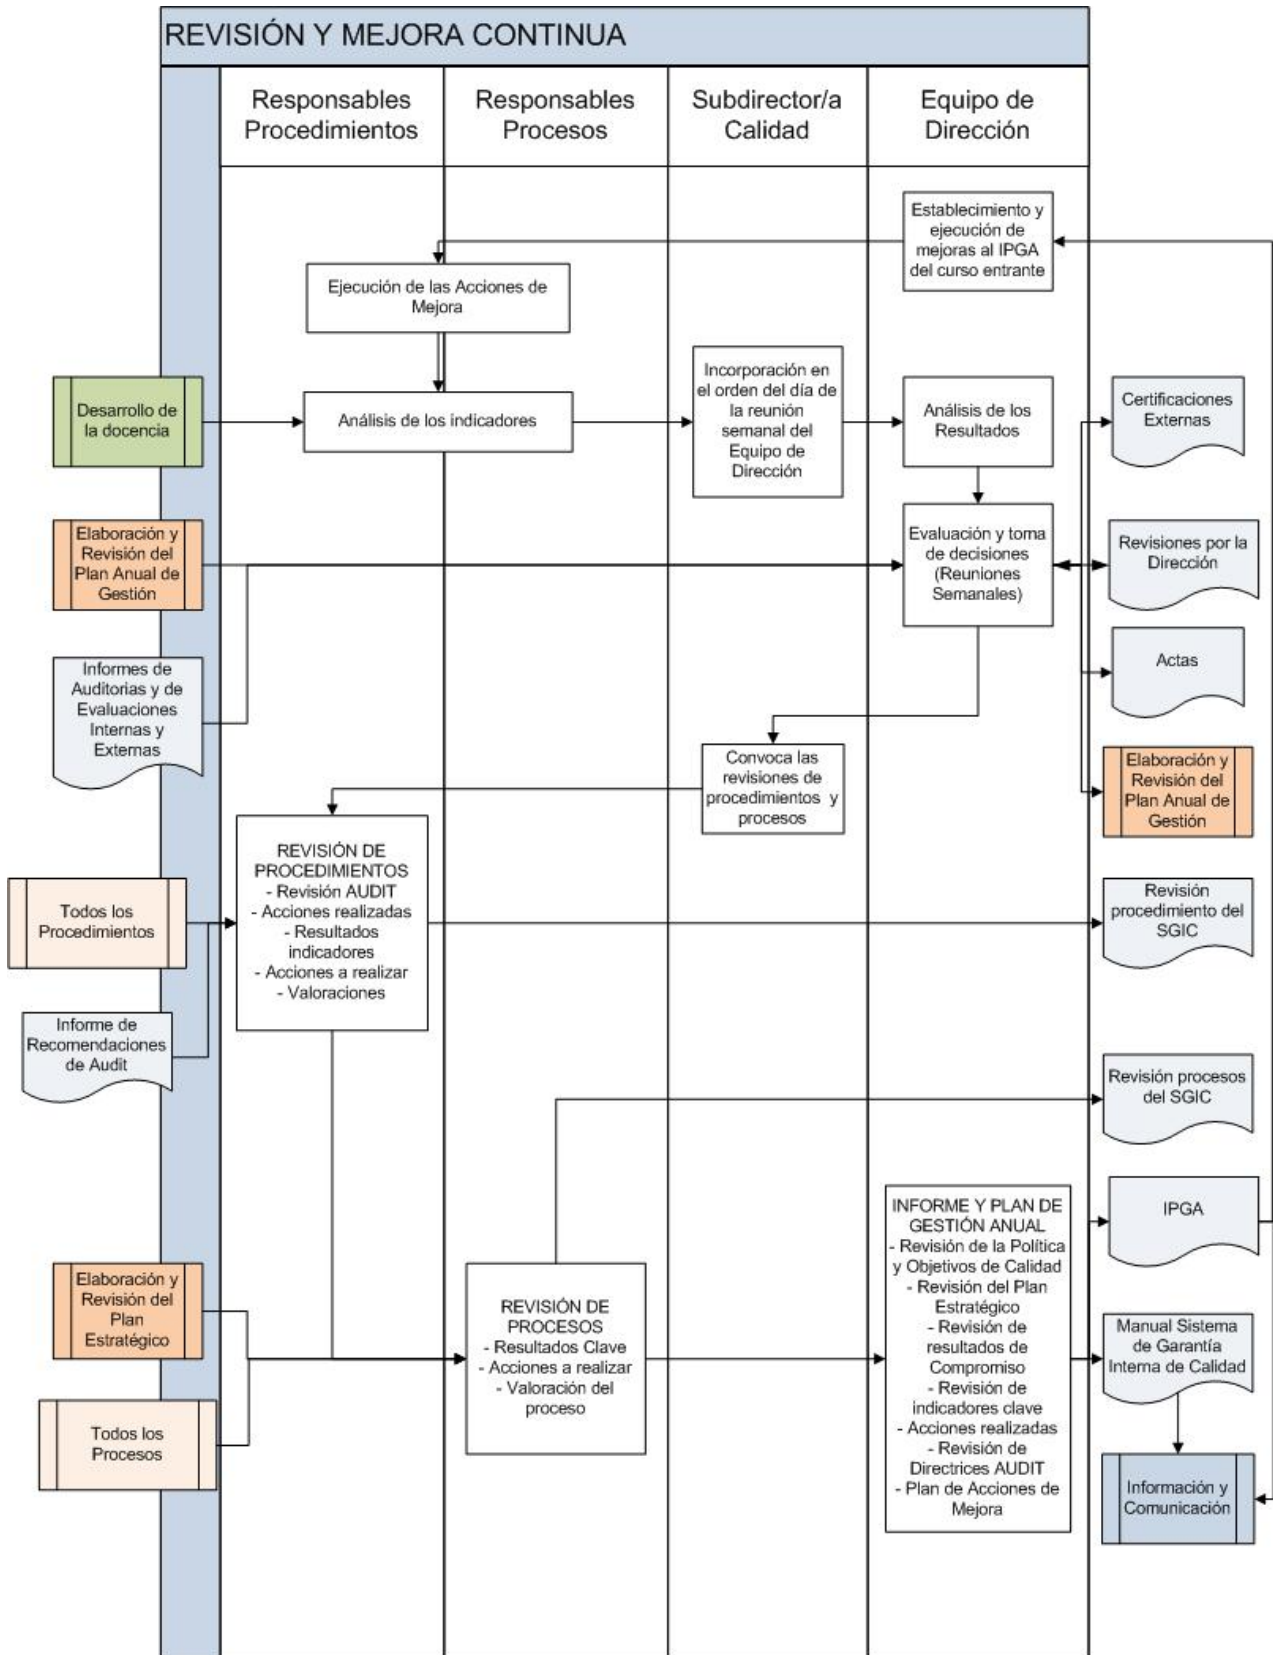 REVISIÓN Y MEJORA CONTINUA
Responsables
Procedimientos
Responsables
Procesos
Subdirector/a
Calidad
Equipo de
Dirección
Establecimiento y
ejecución de
mejoras al IPGA
del curso entrante
Ejecución de las Acciones de
Mejora
Desarrollo de
la docencia
Análisis de los indicadores
Incorporación en
el orden del día de
la reunión
semanal del
Equipo de
Dirección
Análisis de los
Resultados
Certificaciones
Externas
Elaboración y
Revisión del
Plan Anual de
Gestión
Evaluación y toma
de decisiones
(Reuniones
Semanales)
Revisiones por la
Dirección
Informes de
Auditorias y de
Evaluaciones
Internas y
Externas
Actas
Convoca las
revisiones de
procedimientos y
procesos
Elaboración y
Revisión del
Plan Anual de
Gestión
REVISIÓN DE
PROCEDIMIENTOS
- Revisión AUDIT
- Acciones realizadas
- Resultados
indicadores
- Acciones a realizar
- Valoraciones
Todos los
Procedimientos
Revisión
procedimiento del
SGIC
Informe de
Recomendaciones
de Audit
Revisión procesos
del SGIC
INFORME Y PLAN DE
GESTIÓN ANUAL
- Revisión de la Política
y Objetivos de Calidad
- Revisión del Plan
Estratégico
- Revisión de
resultados de
Compromiso
- Revisión de
indicadores clave
- Acciones realizadas
- Revisión de
Directrices AUDIT
- Plan de Acciones de
Mejora
IPGA
Elaboración y
Revisión del
Plan
Estratégico
REVISIÓN DE
PROCESOS
- Resultados Clave
- Acciones a realizar
- Valoración del
proceso
Manual Sistema
de Garantía
Interna de Calidad
Todos los
Procesos
Información y
Comunicación